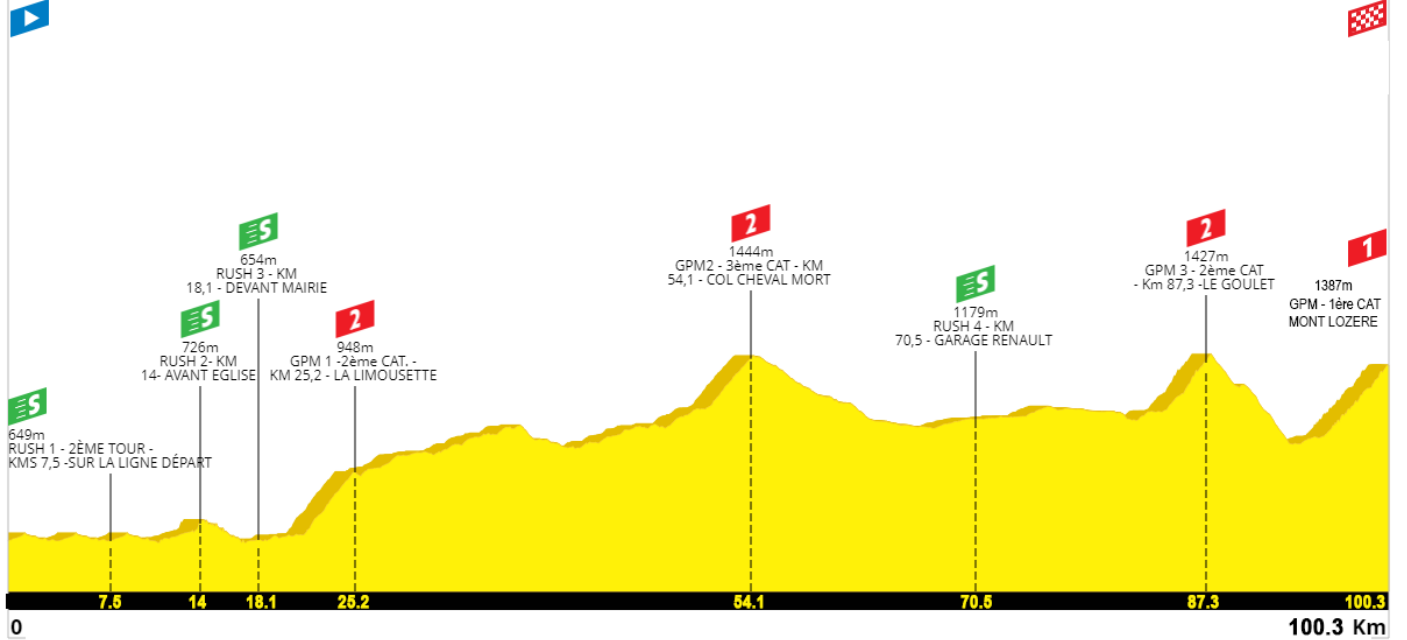 S
654m
RUSH 3 - KM
18,1 - DEVANT MAIRIE
S
726m
RUSH 2- KM
14- AVANT EGLISE
2
948m
GPM 1 -2ème CAT. -
KM 25,2 - LA LIMOUSETTE
S
649m
RUSH 1 - 2ÈME TOUR -
KMS 7,5 -SUR LA LIGNE DÉPART
2
1444m
GPM2 - 3ème CAT - KM
54,1 - COL CHEVAL MORT
S
1179m
RUSH 4 - KM
70,5 - GARAGE RENAULT
2
1427m
GPM 3 - 2ème CAT
- Km 87,3 -LE GOULET
1
1387m
GPM - 1ère CAT
MONT LOZERE
7.5 14 18.1 25.2 54.1 70.5 87.3 100.3
0 100.3 Km